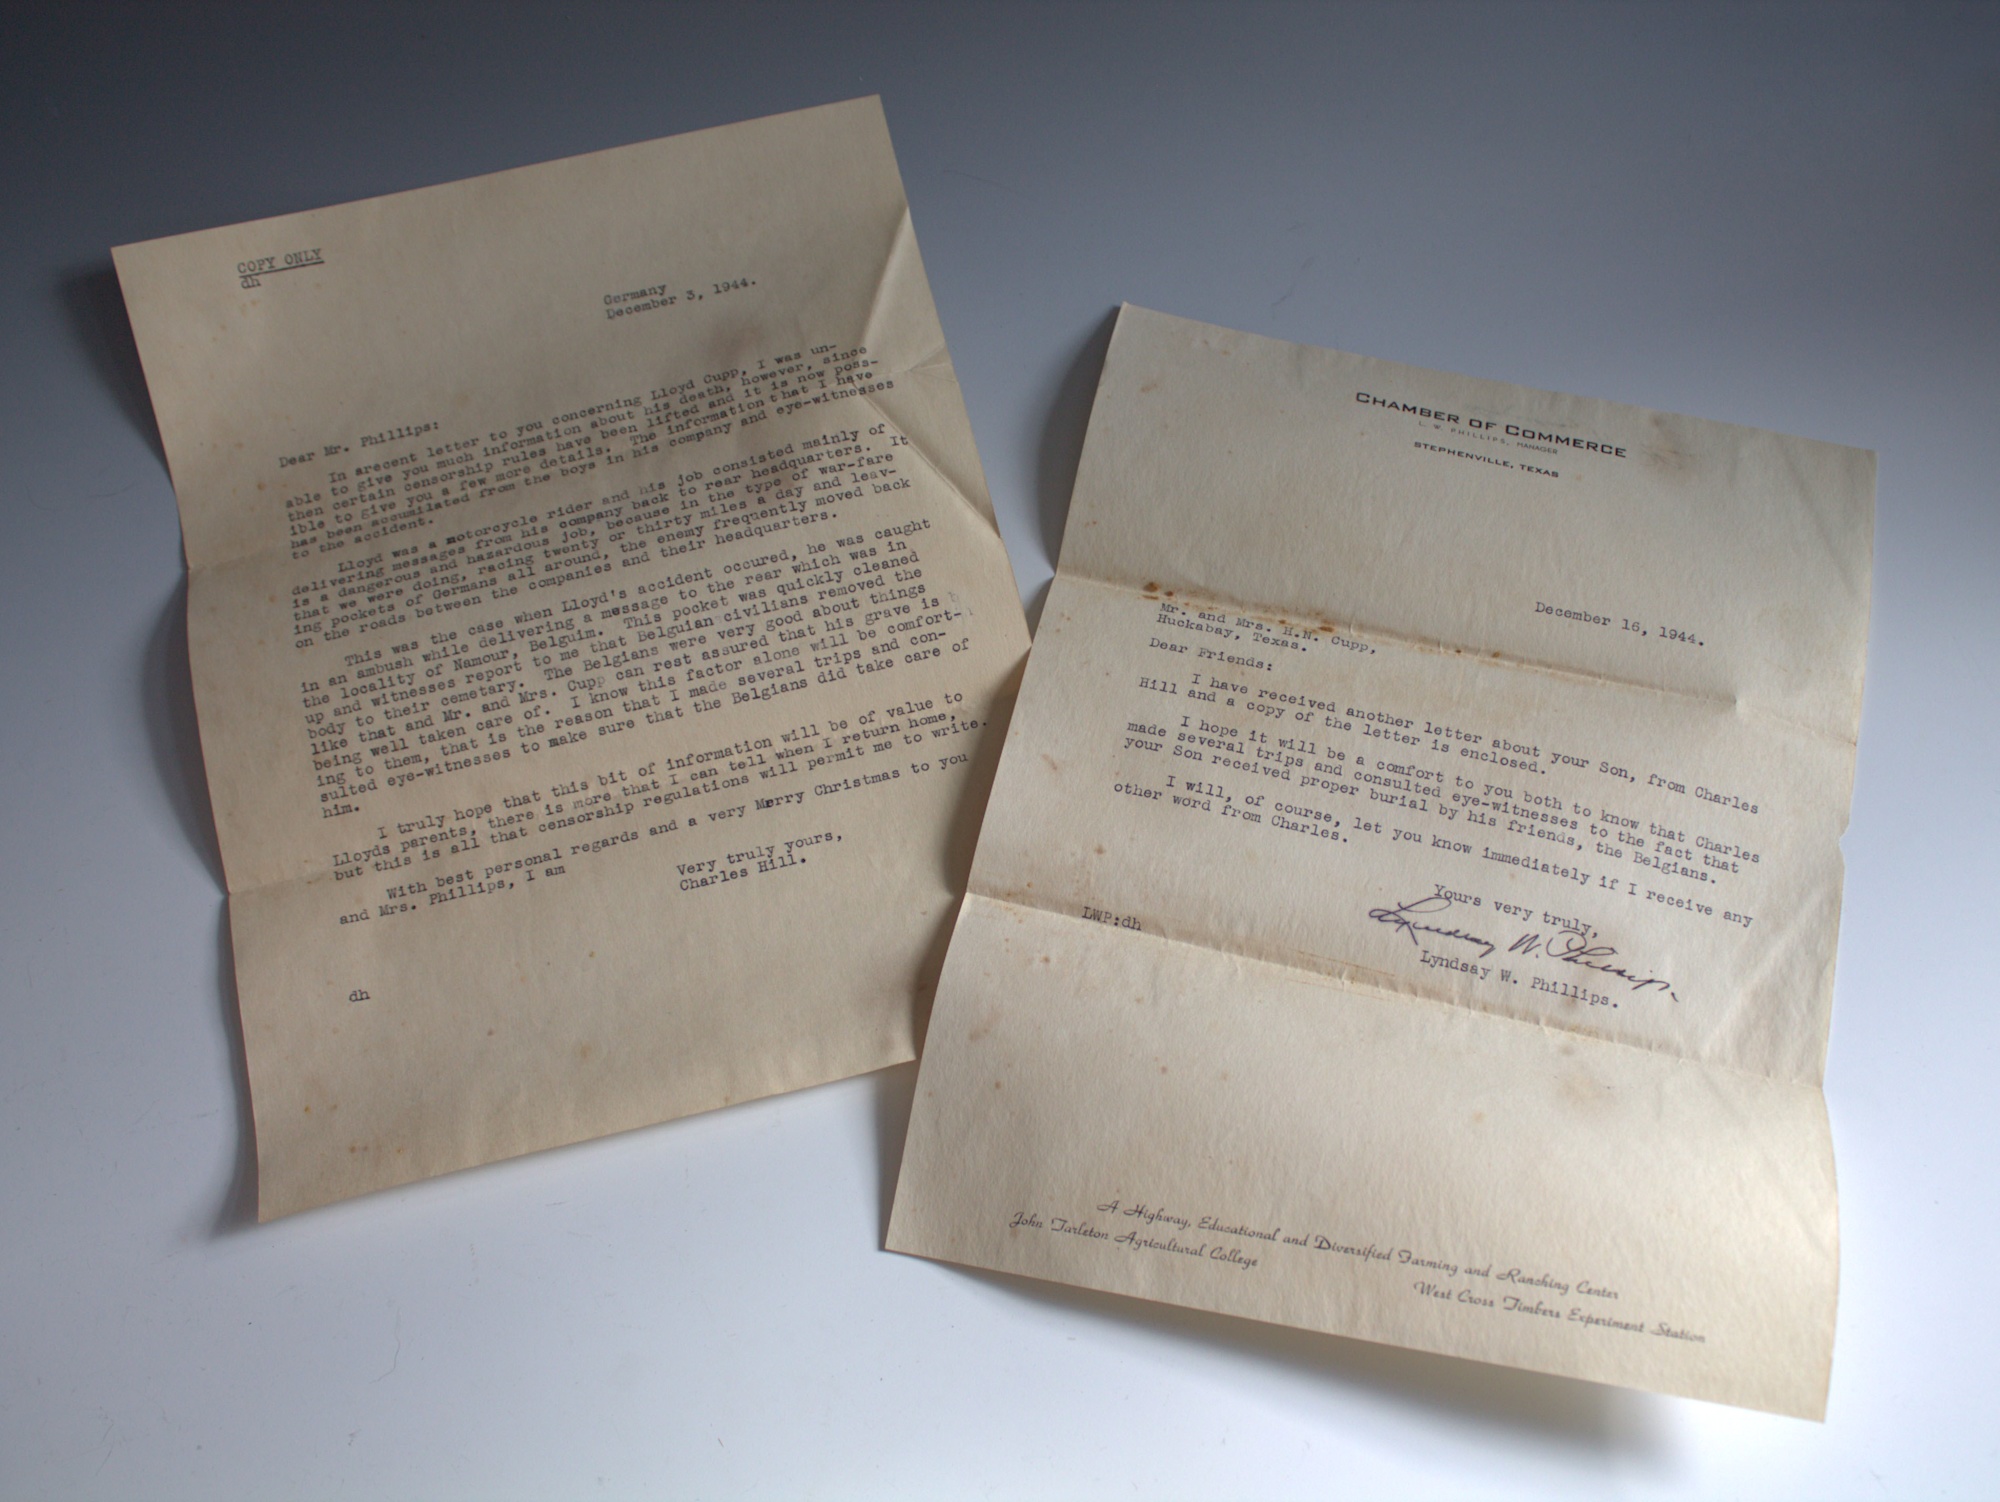 COPY ONLY
dh
Germany
December 3, 1944.
Dear Mr. Phillips:
In arecent letter to you concerning Lloyd Cupp, I was un-
able to give you much information about his death, however, since
then certain censorship rules have been lifted and it is now poss-
ible to give you a few more details. The information that I have
has been accumilated from the boys in his company and eye-witnesses
to the accident.
Lloyd was a motorcycle rider and his job consisted mainly of
delivering messages from his company back to rear headquarters. It
is a dangerous and hazardous job, because in the type of war-fare
that we were doing, racing twenty or thirty miles a day and leav-
ing pockets of Germans all around, the enemy frequently moved back
on the roads between the companies and their headquarters.
This was the case when Lloyd's accident occured, he was caught
in an ambush while delivering a message to the rear which was in
the locality of Namour, Belguim. This pocket was quickly cleaned
up and witnesses report to me that Belguian civilians removed the
body to their cemetary. The Belgians were very good about things
like that and Mr. and Mrs. Cupp can rest assured that his grave is
being well taken care of. I know this factor alone will be comfort-
ing to them, that is the reason that I made several trips and con-
sulted eye-witnesses to make sure that the Belgians did take care of
him.
I truly hope that this bit of information will be of value to
Lloyds parents, there is more that I can tell when I return home,
but this is all that censorship regulations will permit me to write.
With best personal regards and a very Merry Christmas to you
and Mrs. Phillips, I am
Very truly yours,
Charles Hill.
dh
CHAMBER OF COMMERCE
L. W. PHILLIPS, MANAGER
STEPHENVILLE, TEXAS
December 16, 1944.
Mr. and Mrs. H.N. Cupp,
Huckabay, Texas.
Dear Friends:
I have received another letter about your Son, from Charles
Hill and a copy of the letter is enclosed.
I hope it will be a comfort to you both to know that Charles
made several trips and consulted eye-witnesses to the fact that
your Son received proper burial by his friends, the Belgians.
I will, of course, let you know immediately if I receive any
other word from Charles.
Yours very truly,
Lyndsay W. Phillips
Lyndsay W. Phillips.
LWP:dh
A Highway, Educational and Diversified Farming and Ranching Center
John Tarleton Agricultural College
West Cross Timbers Experiment Station